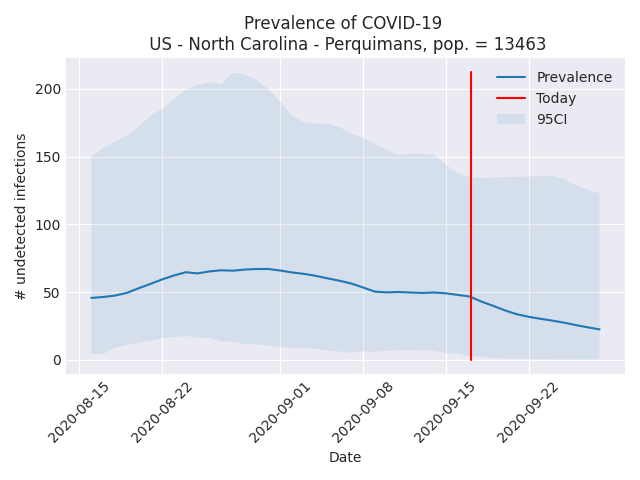 Prevalence of COVID-19
US - North Carolina - Perquimans, pop. = 13463
# undetected infections
200
150
100
50
0
Prevalence
Today
95CI
2020-08-15
2020-08-22
2020-09-01
2020-09-08
2020-09-15
2020-09-22
Date